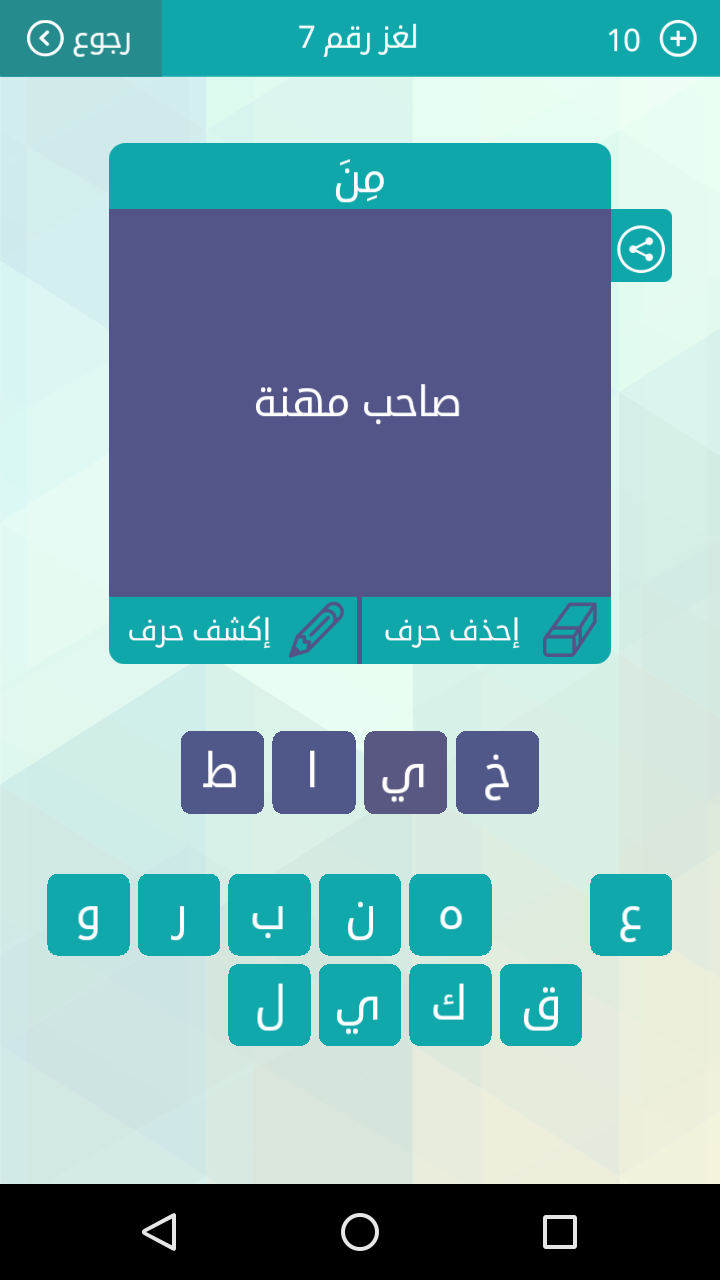 رجوع لغز رقم 7 10
مِنَ
صاحب مهنة
إحذف حرف إكشف حرف
خ ي ا ط
ع ه ن ب ر و
ق ك ي ل